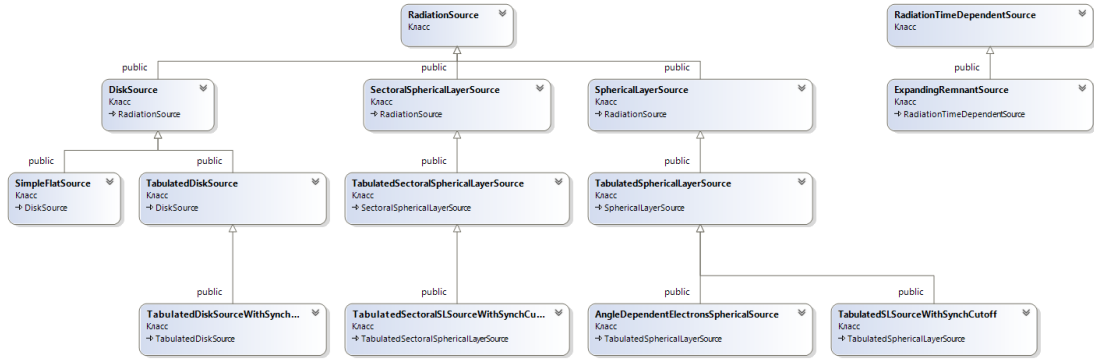 RadiationSource
Класс
RadiationTimeDependentSource
Класс
public
public
public
public
DiskSource
Класс
RadiationSource
SectoralSphericalLayerSource
Класс
RadiationSource
SphericalLayerSource
Класс
RadiationSource
ExpandingRemnantSource
Класс
RadiationTimeDependentSource
public
public
public
public
SimpleFlatSource
Класс
DiskSource
TabulatedDiskSource
Класс
DiskSource
TabulatedSectoralSphericalLayerSource
Класс
SectoralSphericalLayerSource
TabulatedSphericalLayerSource
Класс
SphericalLayerSource
public
public
public
public
TabulatedDiskSourceWithSynch...
Класс
TabulatedDiskSource
TabulatedSectoralSLSourceWithSynchCu...
Класс
TabulatedSectoralSphericalLayerSource
AngleDependentElectronsSphericalSource
Класс
TabulatedSphericalLayerSource
TabulatedSLSourceWithSynchCutoff
Класс
TabulatedSphericalLayerSource